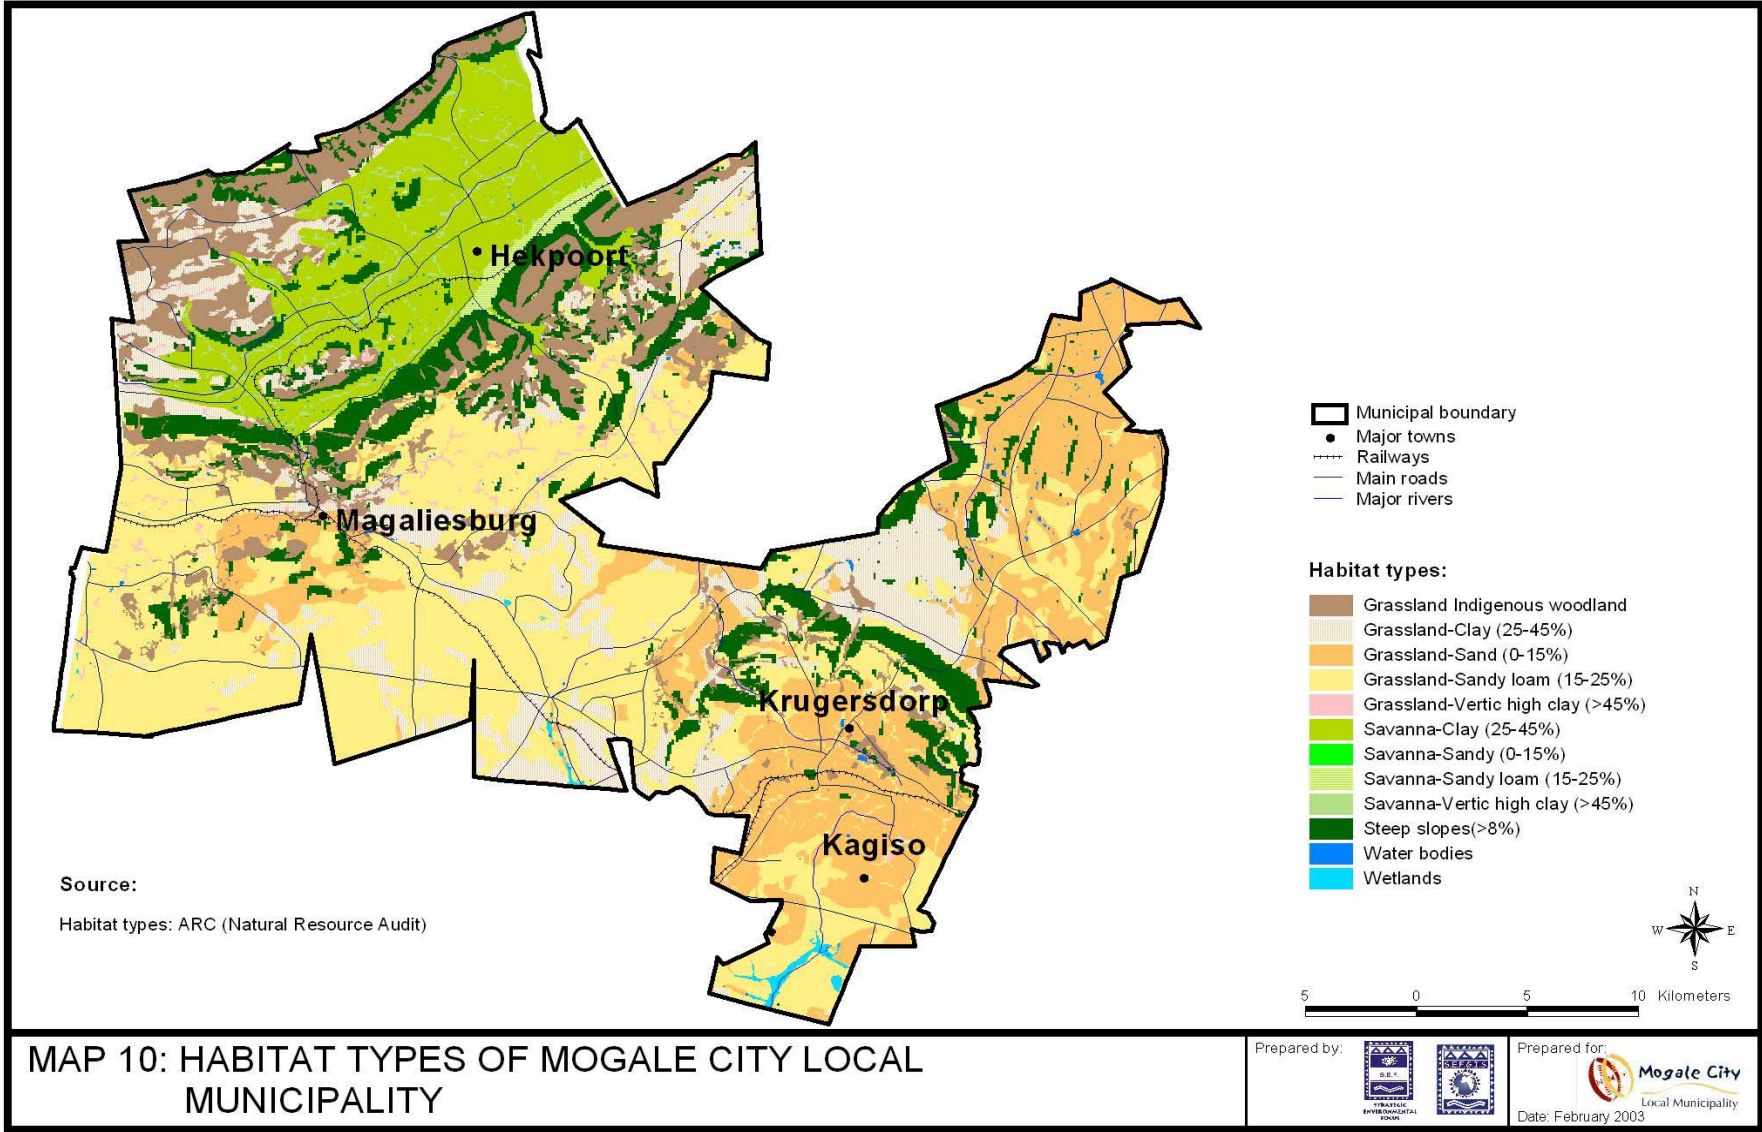 Hekpoort
Magaliesburg
Krugersdorp
Kagiso
Municipal boundary
Major towns
Railways
Main roads
Major rivers
Habitat types:
Grassland Indigenous woodland
Grassland-Clay (25-45%)
Grassland-Sand (0-15%)
Grassland-Sandy loam (15-25%)
Grassland-Vertic high clay (>45%)
Savanna-Clay (25-45%)
Savanna-Sandy (0-15%)
Savanna-Sandy loam (15-25%)
Savanna-Vertic high clay (>45%)
Steep slopes(>8%)
Water bodies
Wetlands
Source:
Habitat types: ARC (Natural Resource Audit)
N
W E
S
5 0 5 10 Kilometers
MAP 10: HABITAT TYPES OF MOGALE CITY LOCAL
MUNICIPALITY
Prepared by:
S.E.F.
STRATEGIC
ENVIRONMENTAL
FOCUS
SEFGIS
Prepared for:
Mogale City
Local Municipality
Date: February 2003